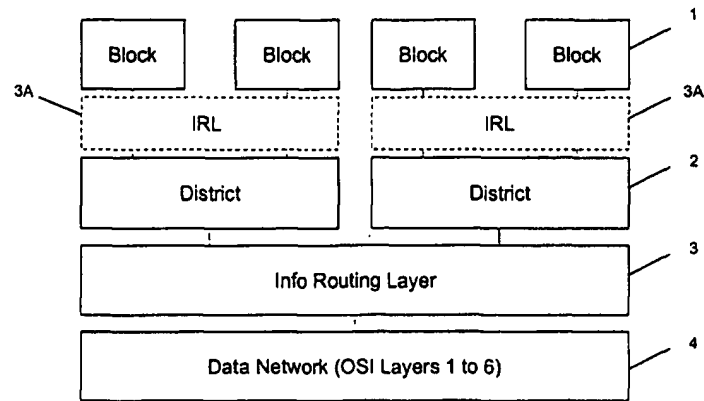 1
Block Block Block Block
3A 3A
IRL IRL
2
District District
3
Info Routing Layer
4
Data Network (OSI Layers 1 to 6)